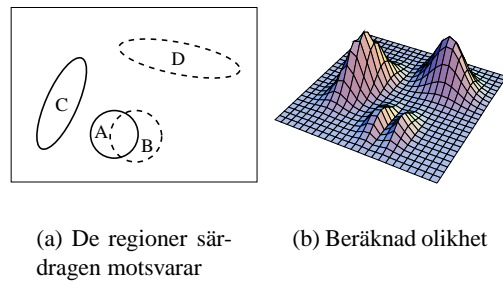 D
C
A
B
(a) De regioner sär-
dragen motsvarar
(b) Beräknad olikhet